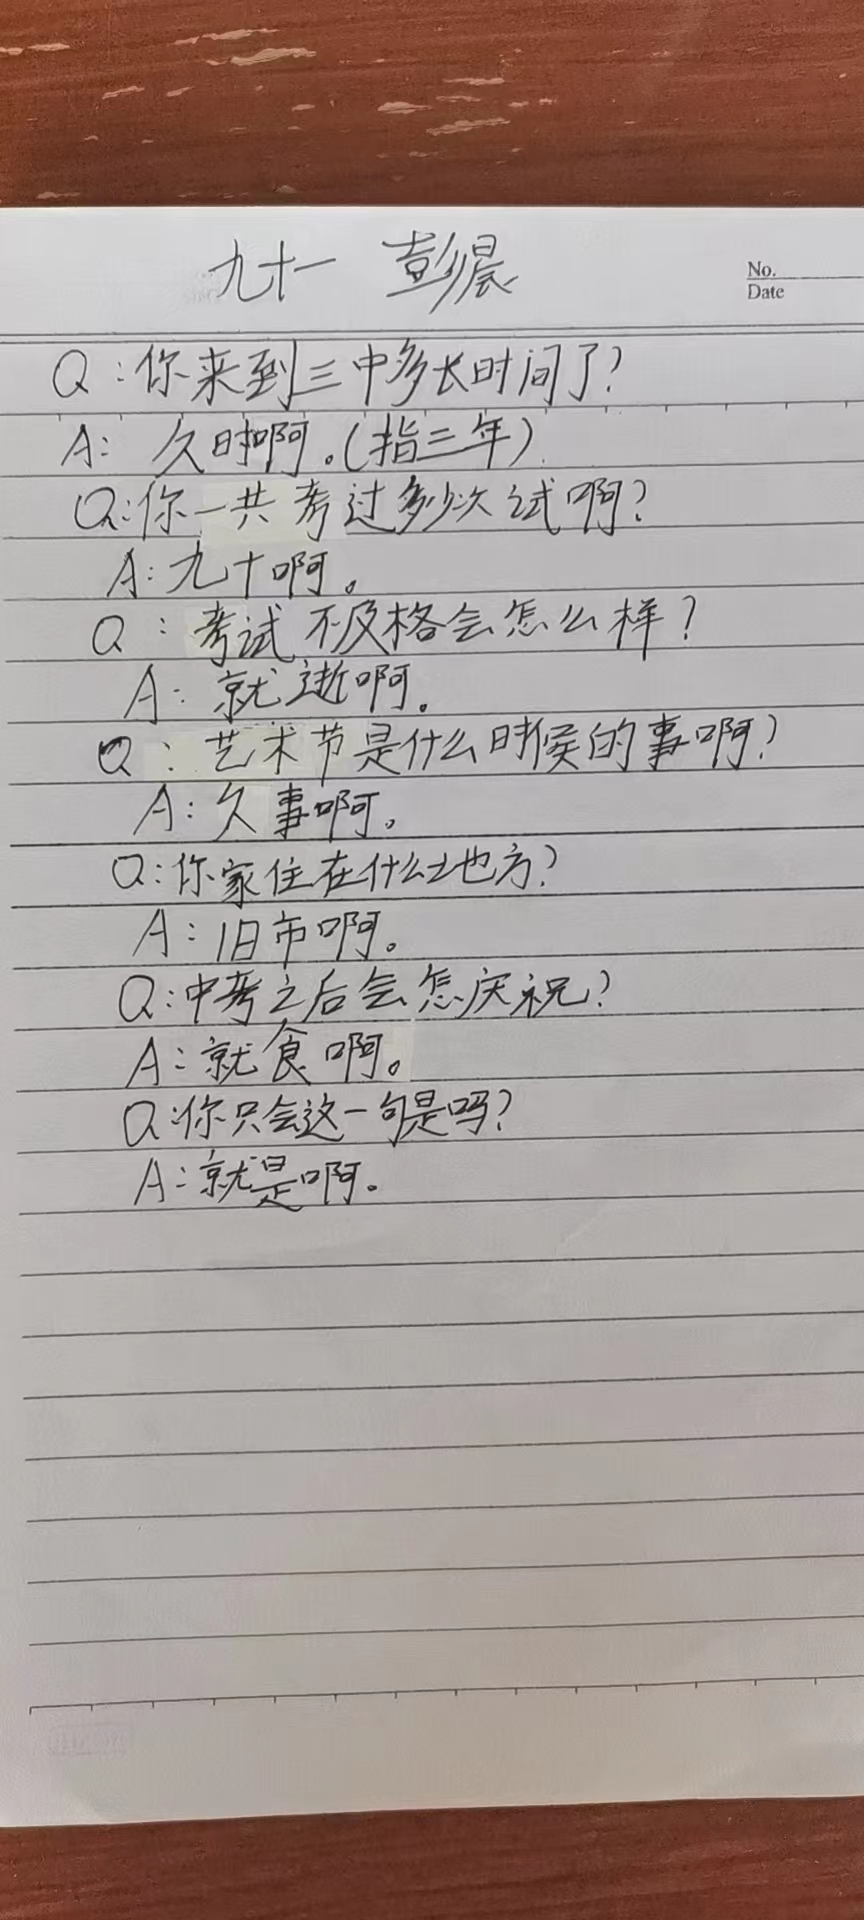 九十一 彭晨
No.
Date
Q:你来到三中多长时间了?
A: 久时啊。(指三年)
Q:你一共考过多少次试啊?
A:九十啊。
Q:考试不及格会怎么样?
A:就逝啊。
Q:艺术节是什么时候的事啊?
A:久事啊。
Q:你家住在什么地方?
A:旧市啊。
Q:中考之后会怎庆祝?
A:就食啊。
Q:你只会这一句是吗?
A:就是啊。